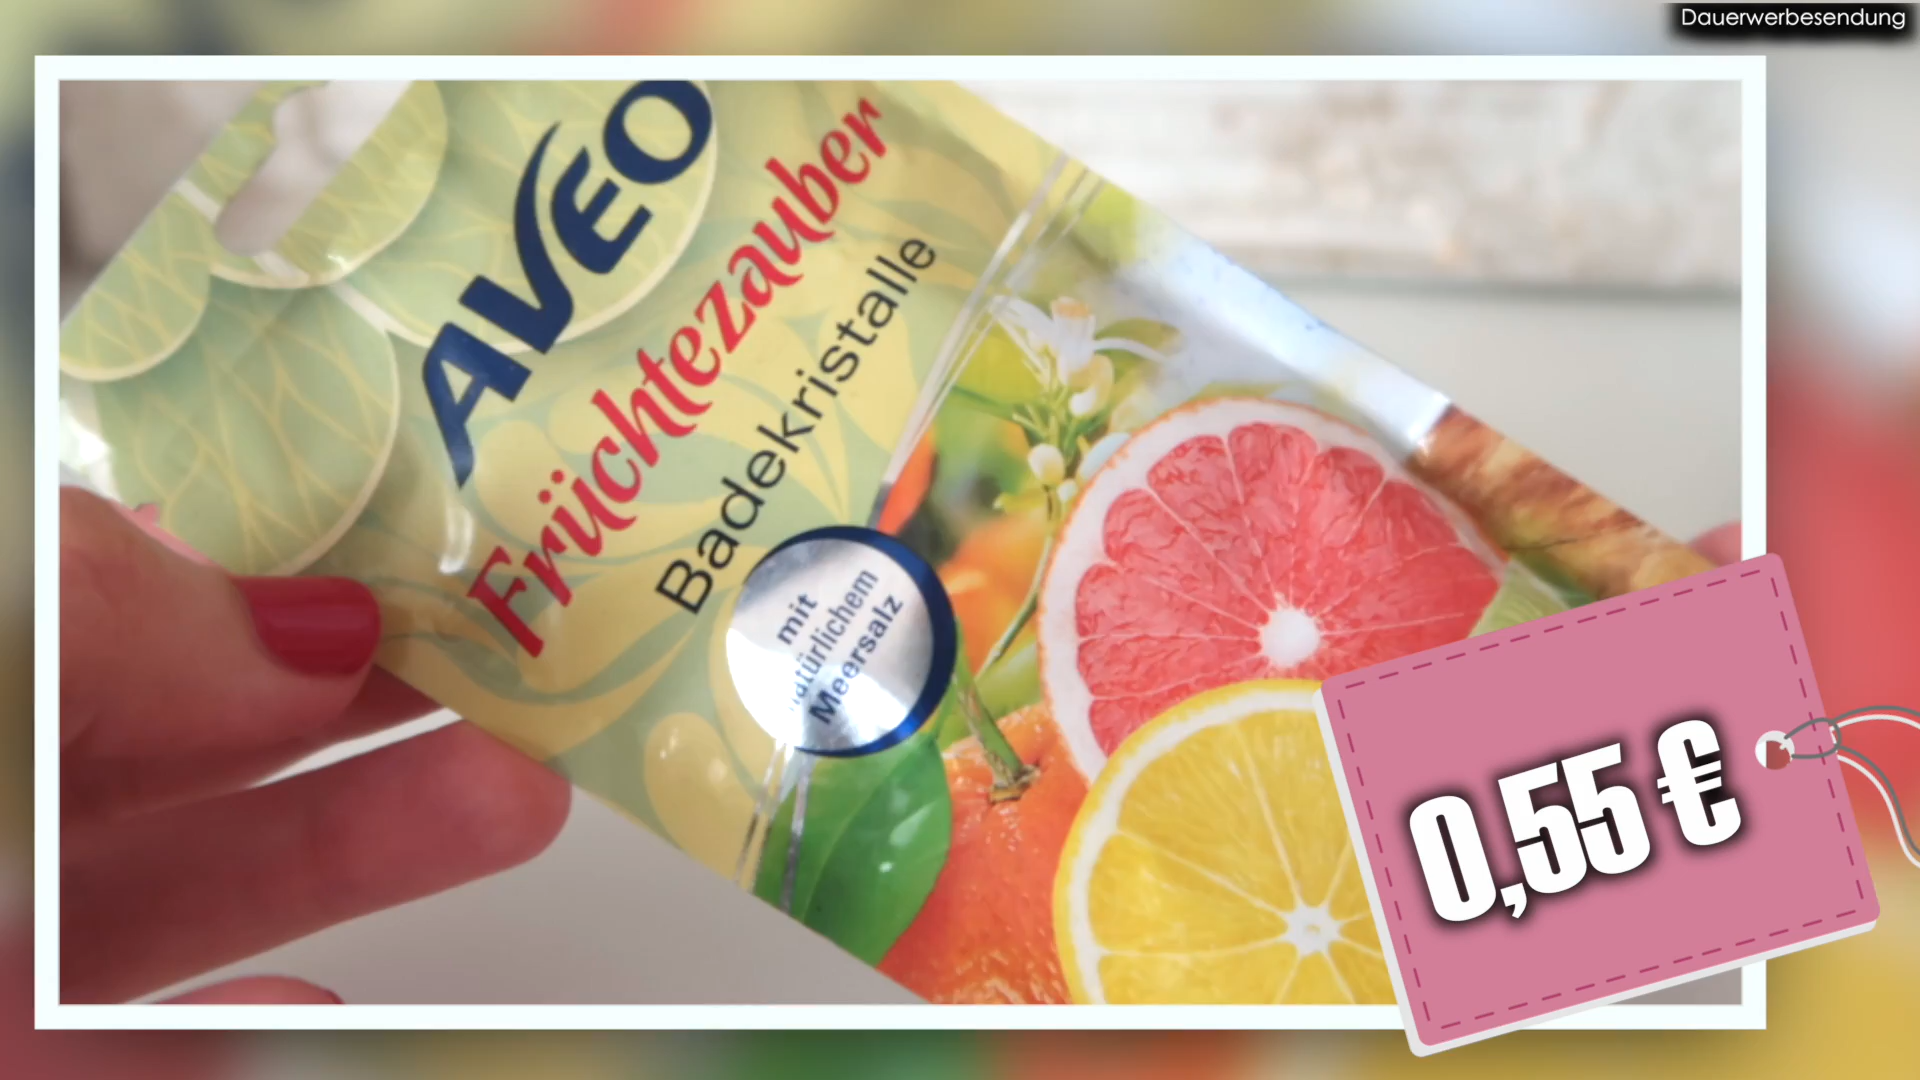 Dauerwerbesendung
AVEO
Früchtezauber
Badekristalle
mit
natürlichem
Meersalz
0,55 €